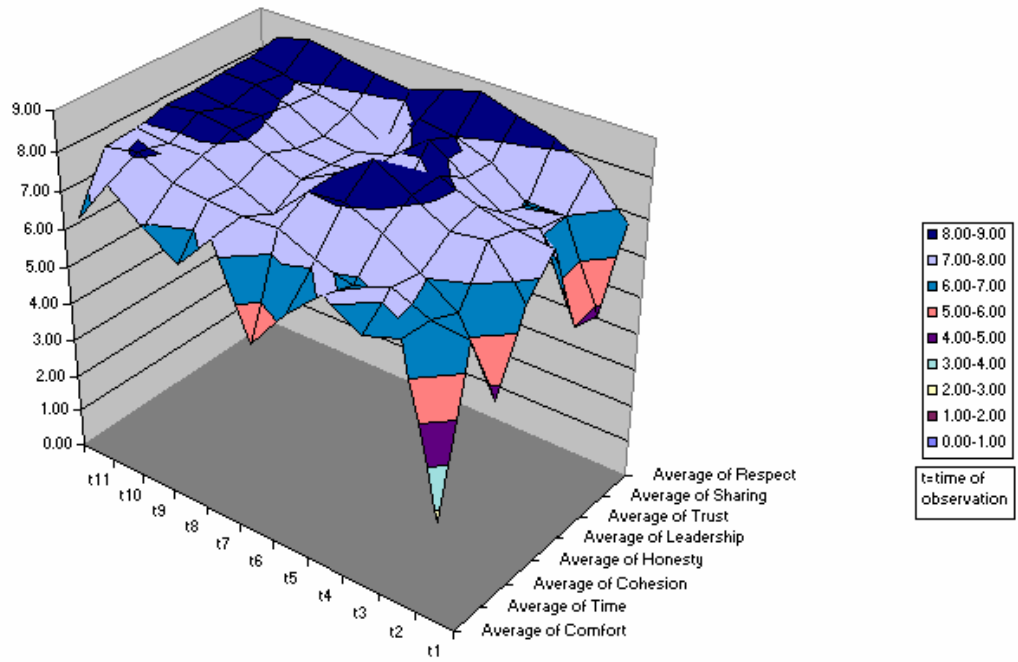 9.00
8.00
7.00
6.00
5.00
4.00
3.00
2.00
1.00
0.00
t11
t10
t9
t8
t7
t6
t5
t4
t3
t2
t1
Average of Respect
Average of Sharing
Average of Trust
Average of Leadership
Average of Honesty
Average of Cohesion
Average of Time
Average of Comfort
8.00-9.00
7.00-8.00
6.00-7.00
5.00-6.00
4.00-5.00
3.00-4.00
2.00-3.00
1.00-2.00
0.00-1.00
t=time of
observation